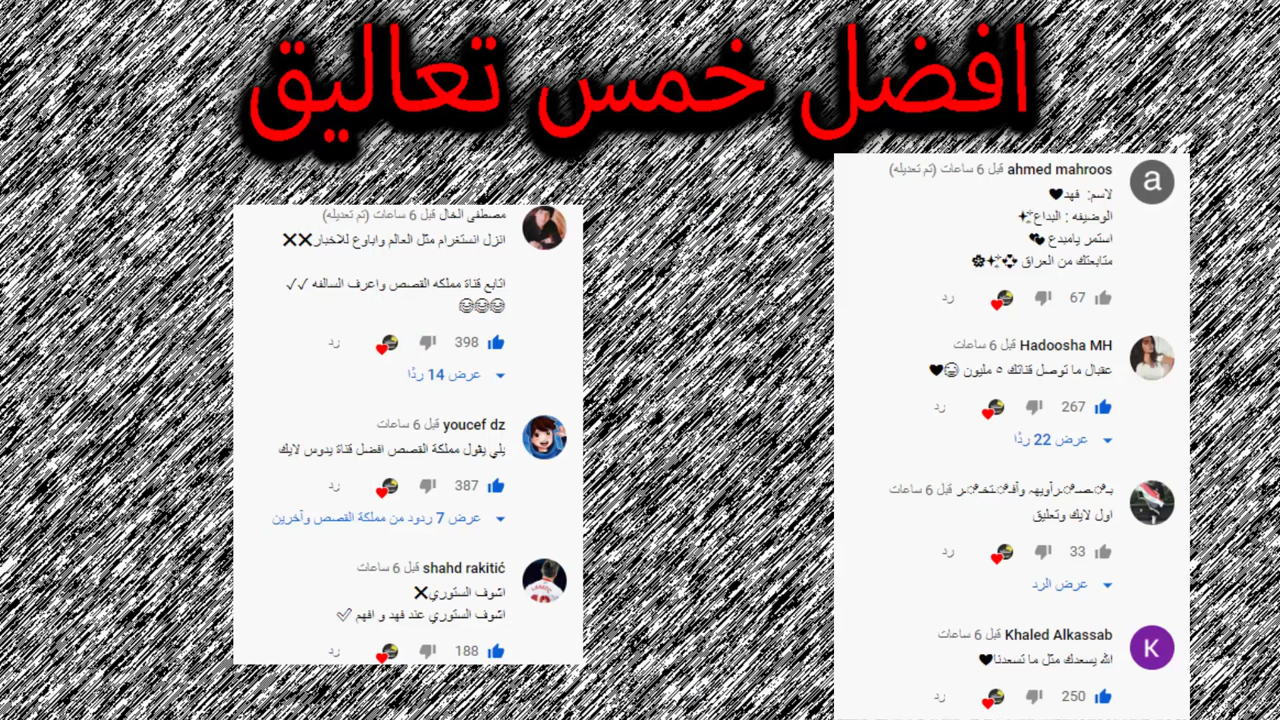 افضل خمس تعاليق
ahmed mahroos قبل 6 ساعات (تم تعديله)
a
لاسم: فهد🖤
الوضيفه : البداع✨
استمر يامبدع 💕
متابعتك من العراق 💞✨🌸
67 رد
Hadoosha MH قبل 6 ساعات
عقبال ما توصل قناتك ٥ مليون 😂🖤
267 رد
عرض 22 ردًا
قبل 6 ساعات
اول لايك وتعليق
33 رد
عرض الرد
Khaled Alkassab قبل 6 ساعات
K
الله يسعدك مثل ما تسعدنا🖤
250 رد
مصطفى الخال قبل 6 ساعات (تم تعديله)
انزل انستغرام مثل العالم واباوع للاخبار❌❌
اتابع قناة مملكه القصص واعرف السالفه ✓✓
😂😂😂
398 رد
عرض 14 ردًا
youcef dz قبل 6 ساعات
يلي يقول مملكة القصص افضل قناة يدوس لايك
387 رد
عرض 7 ردود من مملكة القصص وآخرين
shahd rakitić قبل 6 ساعات
اشوف الستوري❌
اشوف الستوري عند فهد و افهم ✅
188 رد